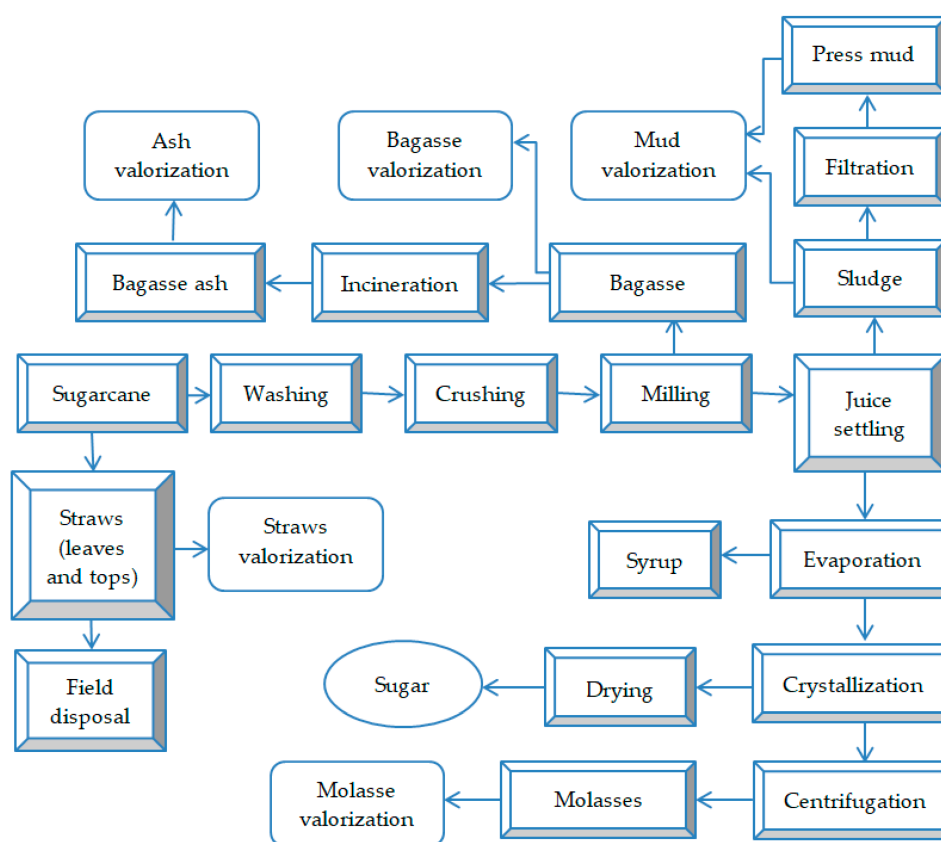 Press mud
Ash
valorization
Bagasse
valorization
Mud
valorization
Filtration
Bagasse ash
Incineration
Bagasse
Sludge
Sugarcane
Washing
Crushing
Milling
Juice
settling
Straws
(leaves
and tops)
Straws
valorization
Syrup
Evaporation
Field
disposal
Sugar
Drying
Crystallization
Molasse
valorization
Molasses
Centrifugation